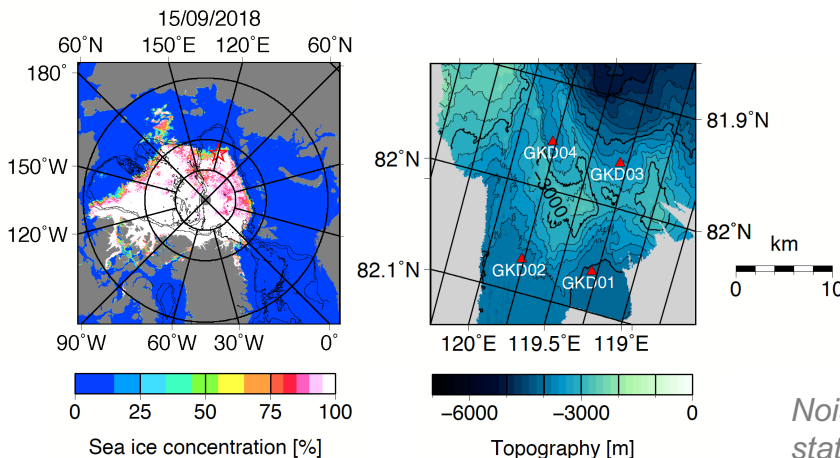 15/09/2018
60˚N 150˚E 120˚E 60˚N
180˚
150˚W
120˚W
90˚W 60˚W 30˚W 0˚
0 25 50 75 100
Sea ice concentration [%]
82˚N
82.1˚N
81.9˚N
82˚N
GKD04
GKD03
3000
GKD02
GKD01
120˚E 119.5˚E 119˚E
−6000 −3000 0
Topography [m]
km
0 10